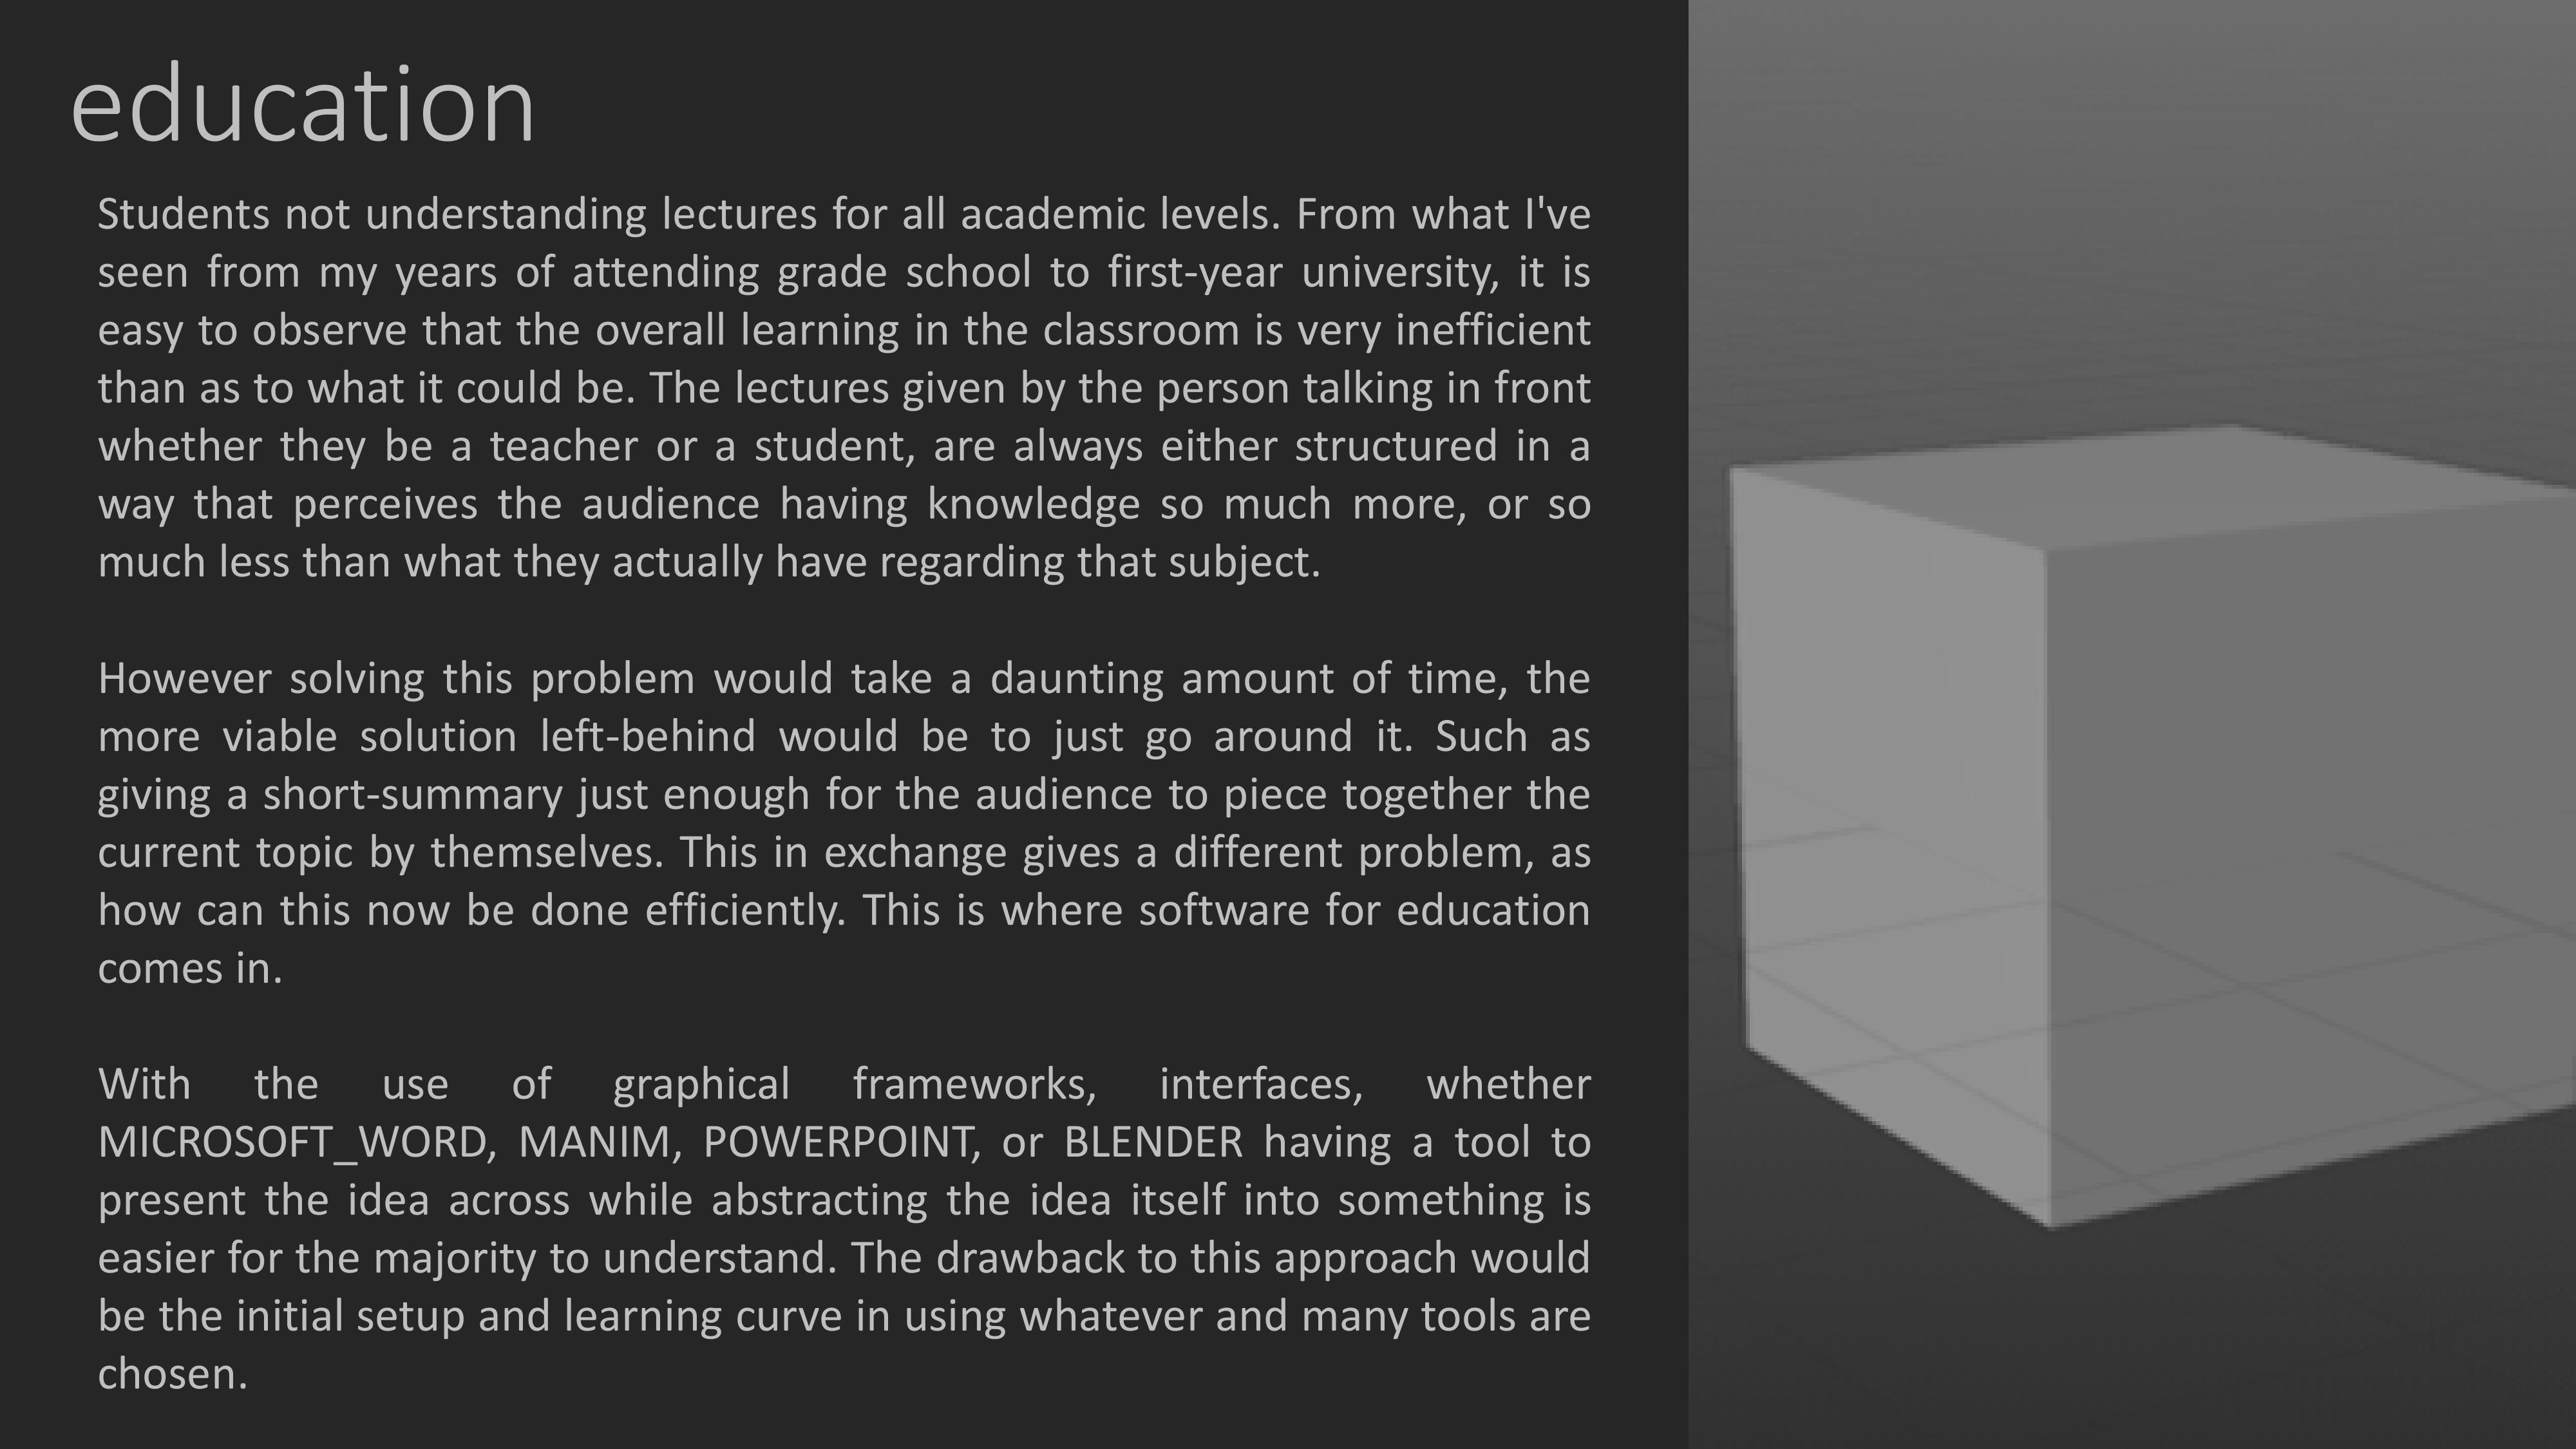 education
Students not understanding lectures for all academic levels. From what I've
seen from my years of attending grade school to first-year university, it is
easy to observe that the overall learning in the classroom is very inefficient
than as to what it could be. The lectures given by the person talking in front
whether they be a teacher or a student, are always either structured in a
way that perceives the audience having knowledge so much more, or so
much less than what they actually have regarding that subject.
However solving this problem would take a daunting amount of time, the
more viable solution left-behind would be to just go around it. Such as
giving a short-summary just enough for the audience to piece together the
current topic by themselves. This in exchange gives a different problem, as
how can this now be done efficiently. This is where software for education
comes in.
With the use of graphical frameworks, interfaces, whether
MICROSOFT_WORD, MANIM, POWERPOINT, or BLENDER having a tool to
present the idea across while abstracting the idea itself into something is
easier for the majority to understand. The drawback to this approach would
be the initial setup and learning curve in using whatever and many tools are
chosen.